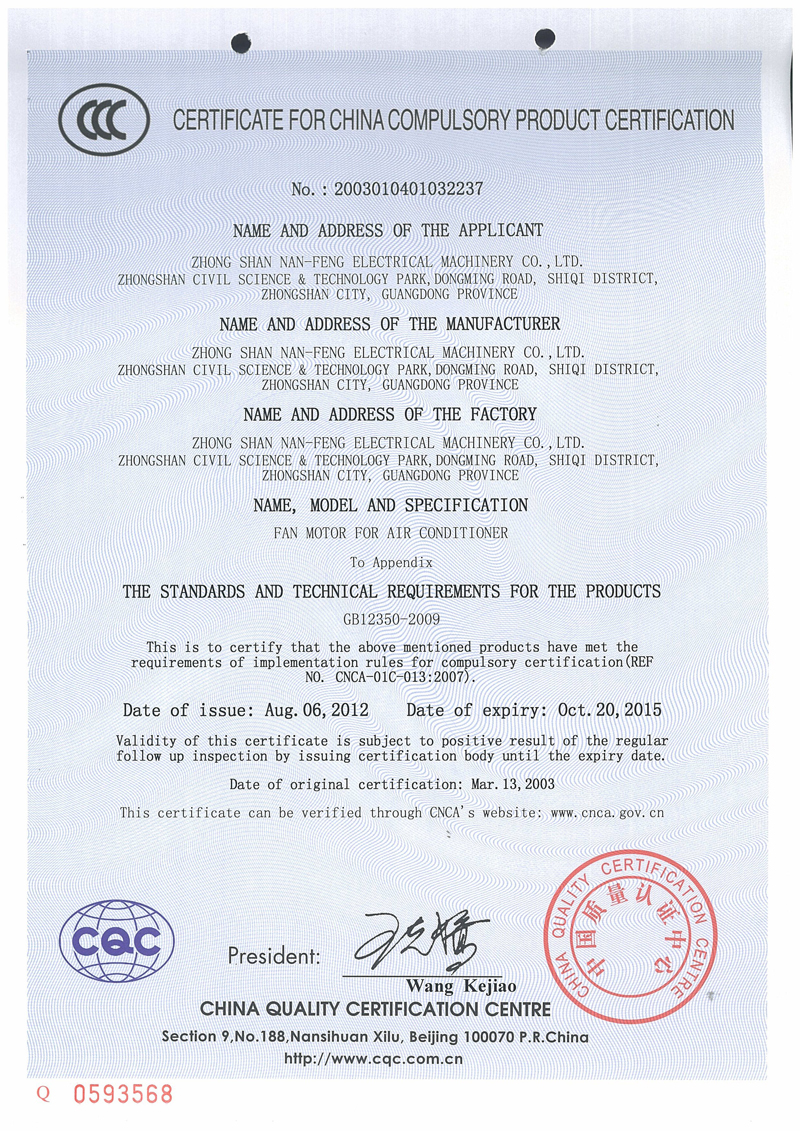 CCC
CERTIFICATE FOR CHINA COMPULSORY PRODUCT CERTIFICATION
No.: 2003010401032237
NAME AND ADDRESS OF THE APPLICANT
ZHONG SHAN NAN-FENG ELECTRICAL MACHINERY CO.,LTD.
ZHONGSHAN CIVIL SCIENCE & TECHNOLOGY PARK,DONGMING ROAD, SHIQI DISTRICT,
ZHONGSHAN CITY, GUANGDONG PROVINCE
NAME AND ADDRESS OF THE MANUFACTURER
ZHONG SHAN NAN-FENG ELECTRICAL MACHINERY CO.,LTD.
ZHONGSHAN CIVIL SCIENCE & TECHNOLOGY PARK,DONGMING ROAD, SHIQI DISTRICT,
ZHONGSHAN CITY, GUANGDONG PROVINCE
NAME AND ADDRESS OF THE FACTORY
ZHONG SHAN NAN-FENG ELECTRICAL MACHINERY CO.,LTD.
ZHONGSHAN CIVIL SCIENCE & TECHNOLOGY PARK,DONGMING ROAD, SHIQI DISTRICT,
ZHONGSHAN CITY, GUANGDONG PROVINCE
NAME, MODEL AND SPECIFICATION
FAN MOTOR FOR AIR CONDITIONER
To Appendix
THE STANDARDS AND TECHNICAL REQUIREMENTS FOR THE PRODUCTS
GB12350-2009
This is to certify that the above mentioned products have met the
requirements of implementation rules for compulsory certification(REF
NO. CNCA-01C-013:2007).
Date of issue: Aug.06,2012 Date of expiry: Oct.20,2015
Validity of this certificate is subject to positive result of the regular
follow up inspection by issuing certification body until the expiry date.
Date of original certification: Mar.13,2003
This certificate can be verified through CNCA's website: www.cnca.gov.cn
CQC
President:
王克娇
Wang Kejiao
CHINA QUALITY CERTIFICATION CENTRE
中国质量认证中心
CHINA QUALITY CERTIFICATION CENTRE
Section 9,No.188,Nansihuan Xilu, Beijing 100070 P.R.China
http://www.cqc.com.cn
Q 0593568